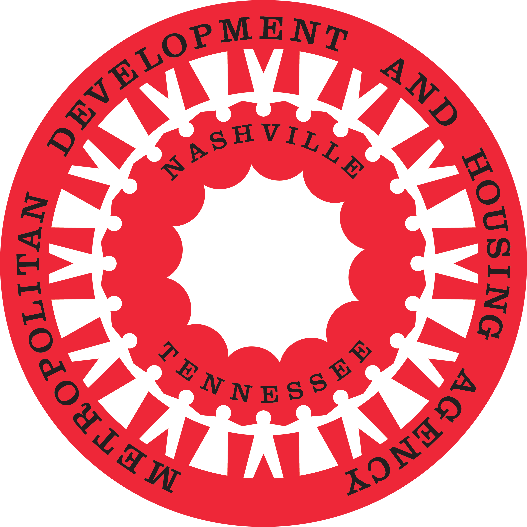 METROPOLITAN DEVELOPMENT AND HOUSING AGENCY
NASHVILLE
TENNESSEE